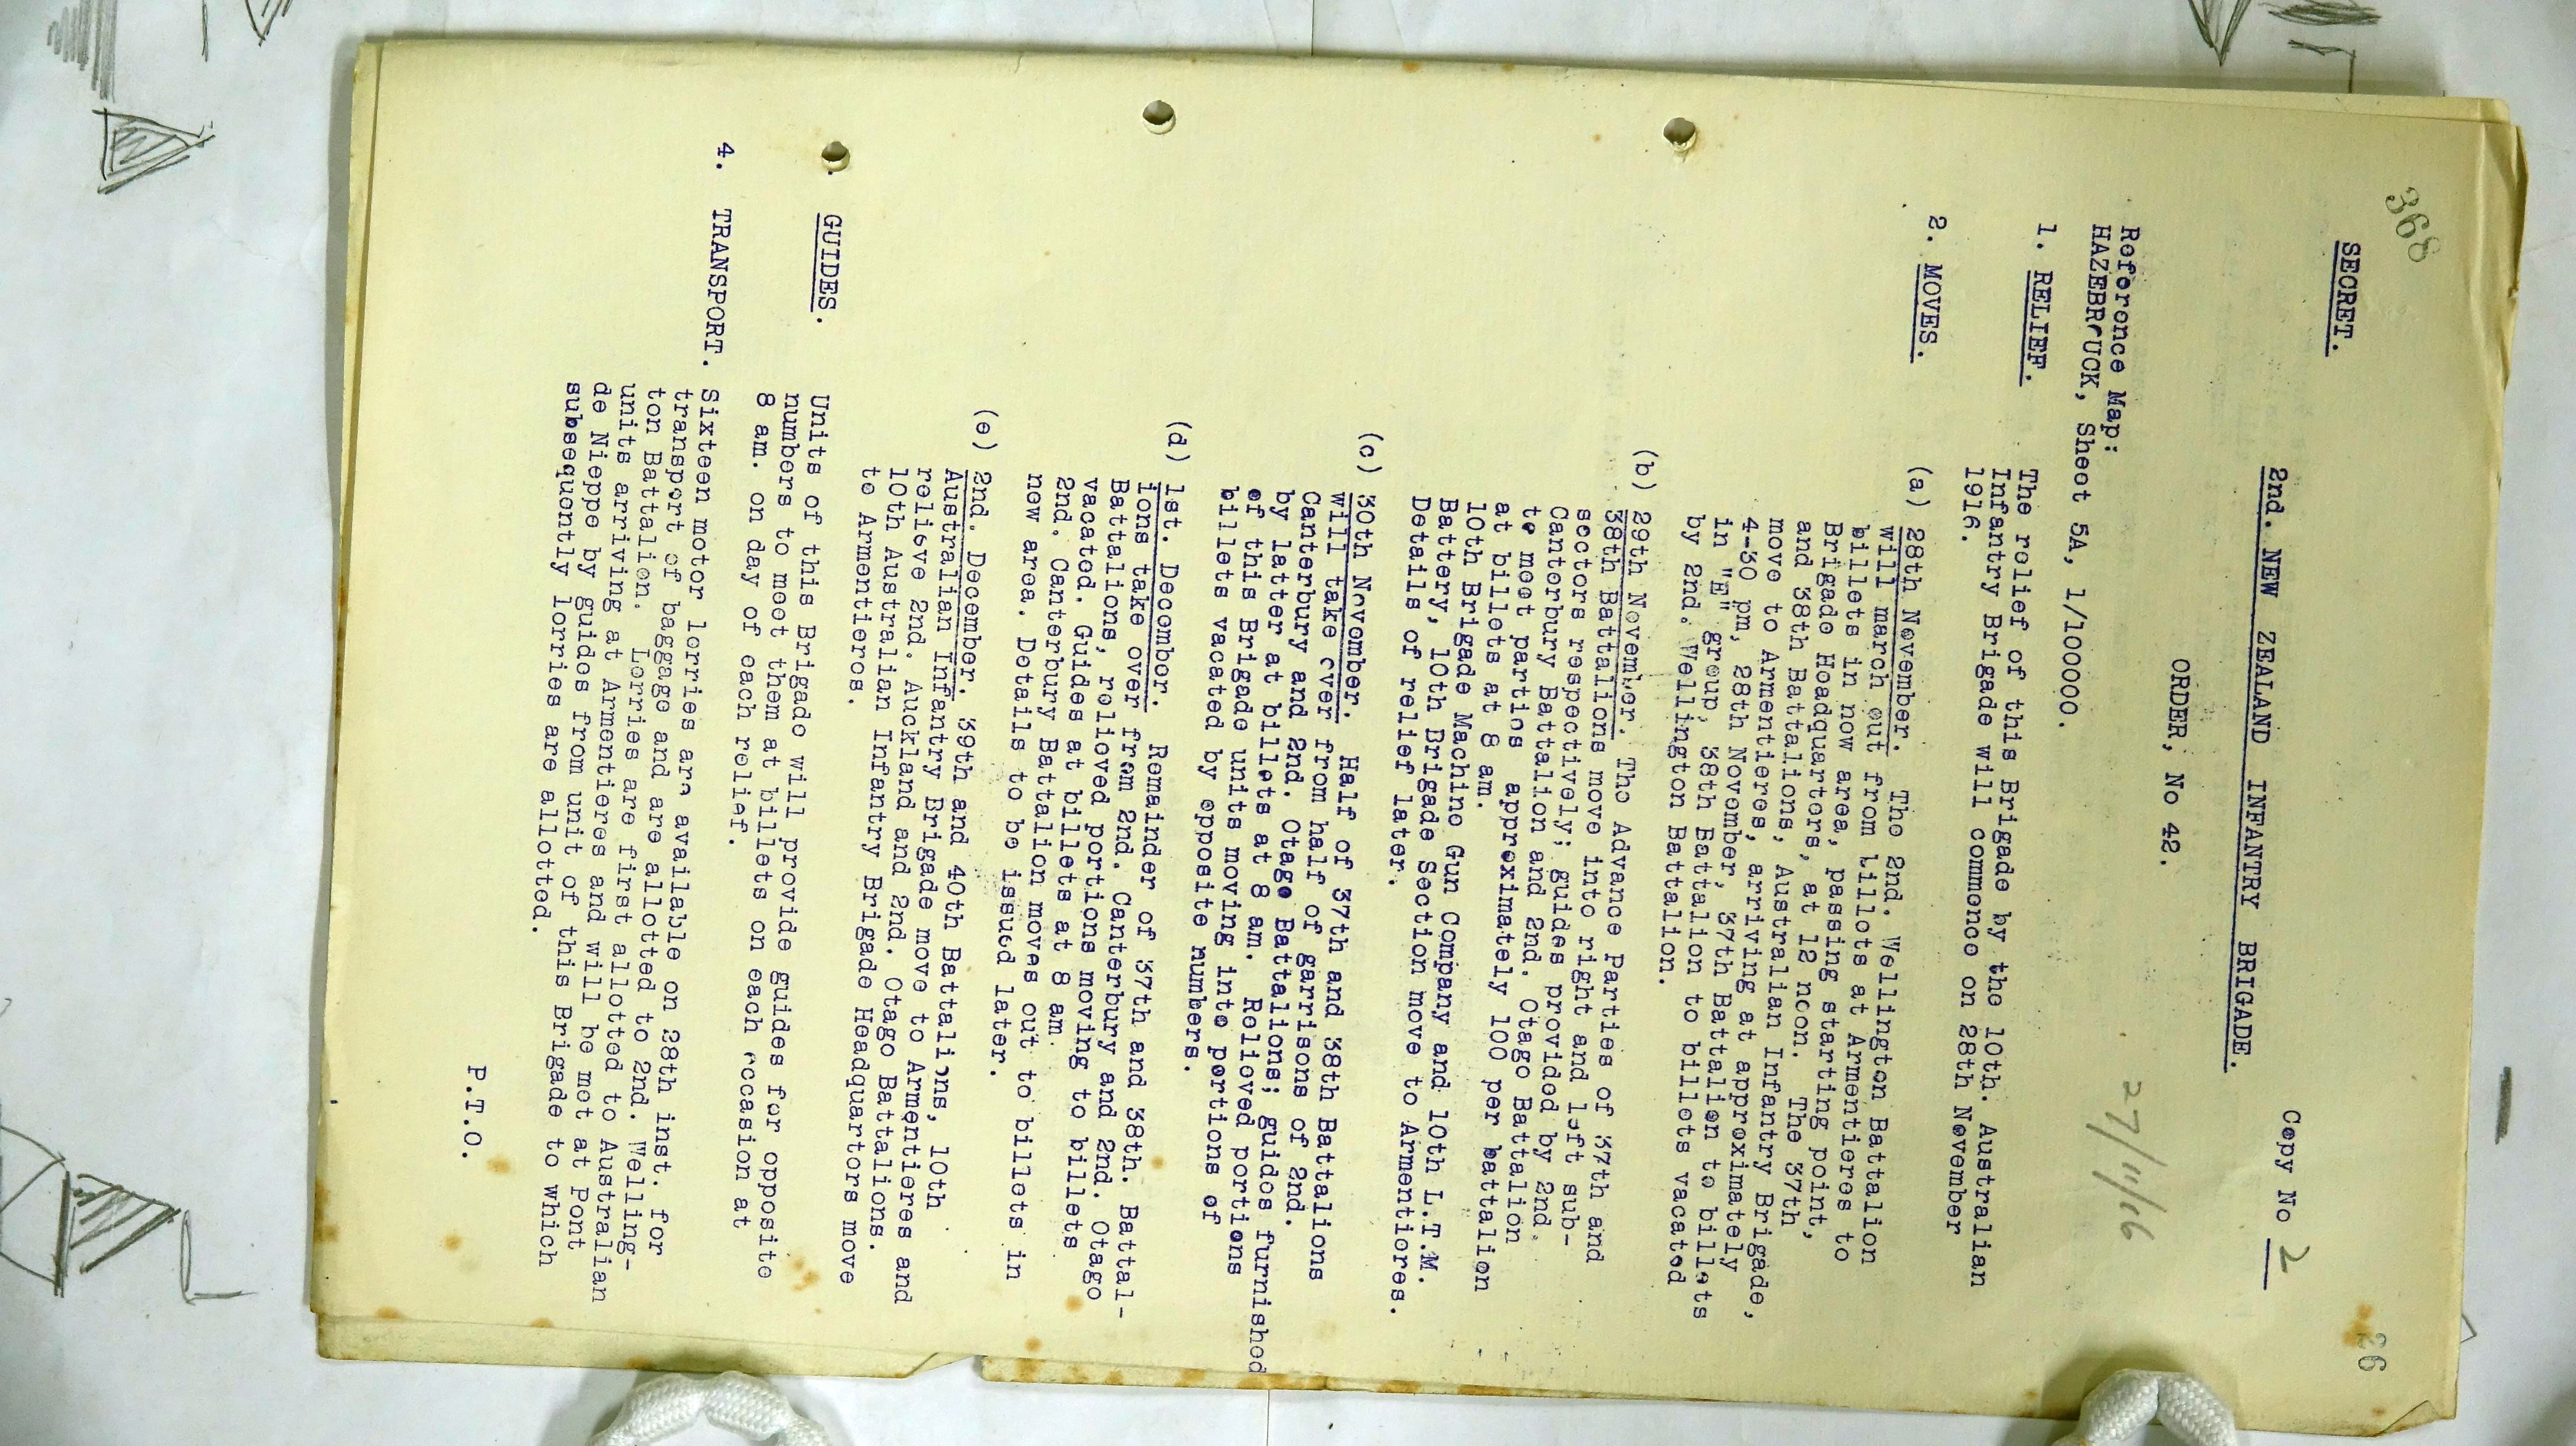 368
26
SECRET.
Copy No 2
2nd. NEW ZEALAND INFANTRY BRIGADE.
ORDER, No 42.
27/11/16
Reference Map:
HAZEBROUCK, Sheet 5A, 1/100000.
1. RELIEF.
The relief of this Brigade by the 10th. Australian
Infantry Brigade will commence on 28th November
1916.
2. MOVES.
(a) 28th November. The 2nd. Wellington Battalion
will march out from billets at Armentieres to
billets in new area, passing starting point,
Brigade Headquarters, at 12 noon. The 37th
and 38th Battalions, Australian Infantry Brigade,
move to Armentieres, arriving at approximately
4-30 pm, 28th November, 37th Battalion to billets
in "E" group, 38th Battalion to billets vacated
by 2nd. Wellington Battalion.
(b) 29th November. The Advance Parties of 37th and
38th Battalions move into right and left sub-
sectors respectively; guides provided by 2nd.
Canterbury Battalion and 2nd. Otago Battalion
to meet parties approximately 100 per battalion
at billets at 8 am.
10th Brigade Machine Gun Company and 10th L.T.M.
Battery, 10th Brigade Section move to Armentieres.
Details of relief later.
(c) 30th November. Half of 37th and 38th Battalions
will take over from half of garrisons of 2nd.
Canterbury and 2nd. Otago Battalions; guides furnished
by latter at billets at 8 am. Relieved portions
of this Brigade units moving into portions of
billets vacated by opposite numbers.
(d) 1st. December. Remainder of 37th and 38th. Battal-
ions take over from 2nd. Canterbury and 2nd. Otago
Battalions, relieved portions moving to billets
vacated. Guides at billets at 8 am.
2nd. Canterbury Battalion moves out to billets in
new area. Details to be issued later.
(e) 2nd. December. 39th and 40th Battalions, 10th
Australian Infantry Brigade move to Armentieres and
relieve 2nd. Auckland and 2nd. Otago Battalions.
10th Australian Infantry Brigade Headquarters move
to Armentieres.
GUIDES.
Units of this Brigade will provide guides for opposite
numbers to meet them at billets on each occasion at
8 am. on day of each relief.
4. TRANSPORT.
Sixteen motor lorries are available on 28th inst. for
transport of baggage and are allotted to 2nd. Welling-
ton Battalion. Lorries are first allotted to Australian
units arriving at Armentieres and will be met at Pont
de Nieppe by guides from unit of this Brigade to which
subsequently lorries are allotted.
P.T.O.